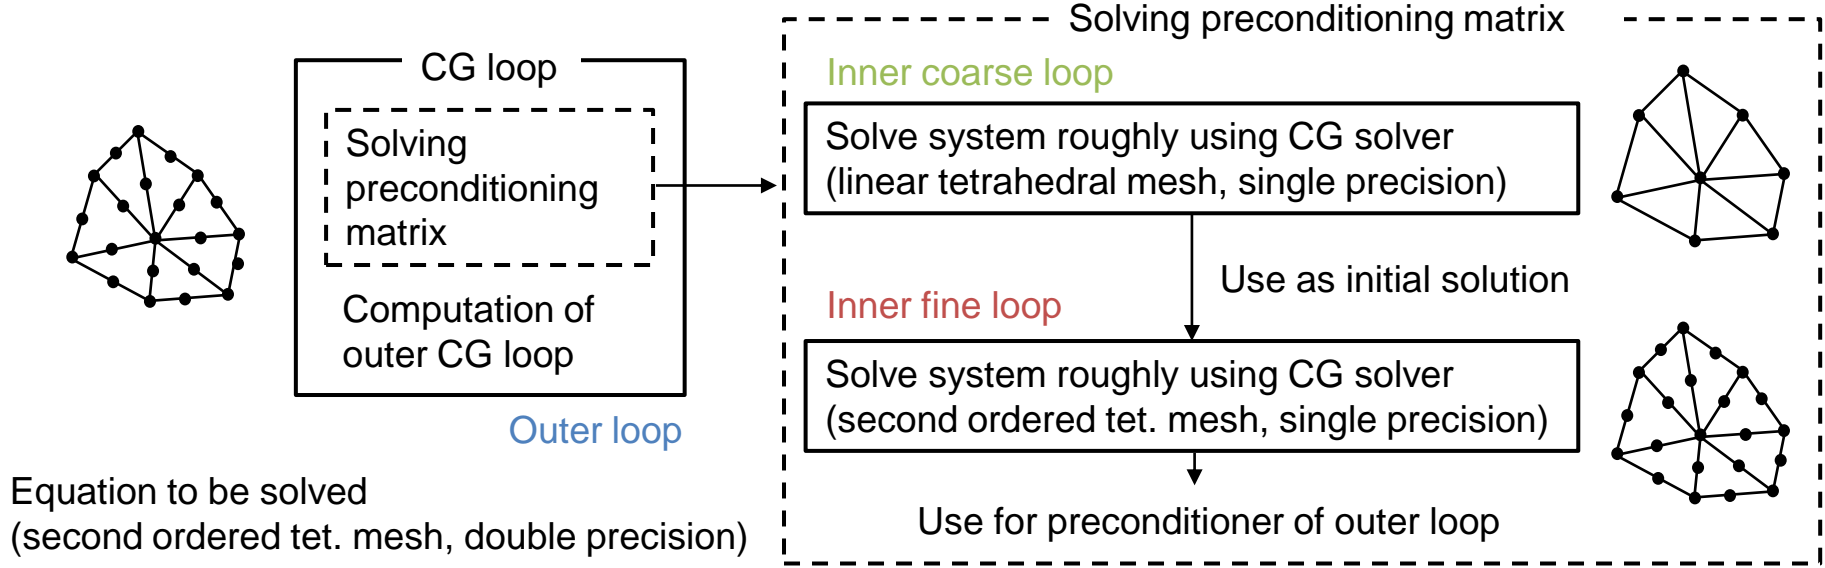 CG loop
Solving
preconditioning
matrix
Computation of
outer CG loop
Outer loop
Equation to be solved
(second ordered tet. mesh, double precision)
Solving preconditioning matrix
Inner coarse loop
Solve system roughly using CG solver
(linear tetrahedral mesh, single precision)
Use as initial solution
Inner fine loop
Solve system roughly using CG solver
(second ordered tet. mesh, single precision)
Use for preconditioner of outer loop